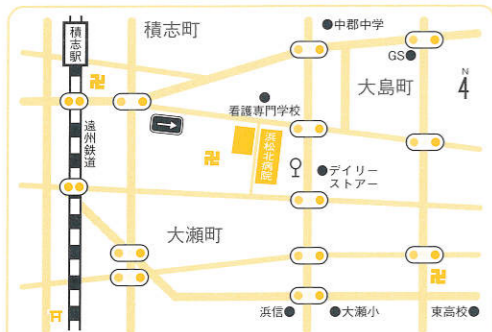 積志町
中郡中学
積志駅
GS
大島町
N
4
看護専門学校
遠州鉄道
浜松北病院
デイリー
ストアー
大瀬町
浜信
大瀬小
東高校